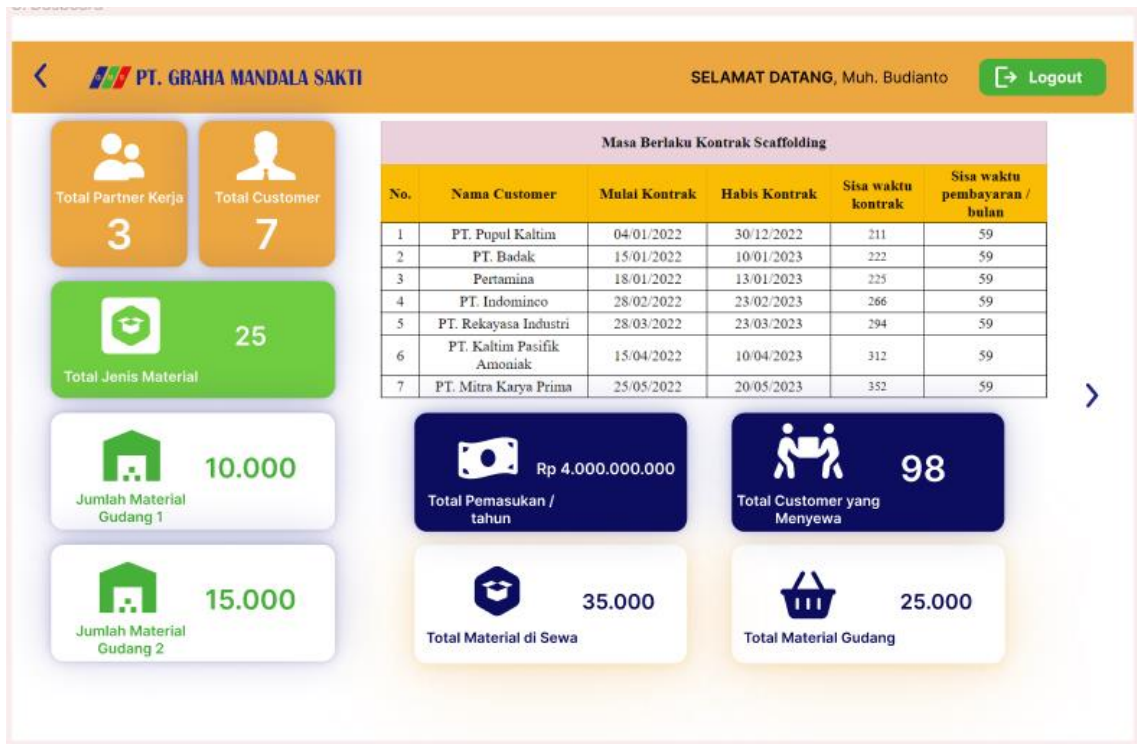 PT. GRAHA MANDALA SAKTI
SELAMAT DATANG, Muh. Budianto
Logout
Total Partner Kerja
3
Total Customer
7
25
Total Jenis Material
10.000
Jumlah Material
Gudang 1
15.000
Jumlah Material
Gudang 2
Masa Berlaku Kontrak Scaffolding
No. Nama Customer Mulai Kontrak Habis Kontrak Sisa waktu kontrak Sisa waktu pembayaran / bulan
1 PT. Pupul Kaltim 04/01/2022 30/12/2022 211 59
2 PT. Badak 15/01/2022 10/01/2023 222 59
3 Pertamina 18/01/2022 13/01/2023 225 59
4 PT. Indominco 28/02/2022 23/02/2023 266 59
5 PT. Rekayasa Industri 28/03/2022 23/03/2023 294 59
6 PT. Kaltim Pasifik Amoniak 15/04/2022 10/04/2023 312 59
7 PT. Mitra Karya Prima 25/05/2022 20/05/2023 352 59
Rp 4.000.000.000
Total Pemasukan /
tahun
98
Total Customer yang
Menyewa
35.000
Total Material di Sewa
25.000
Total Material Gudang